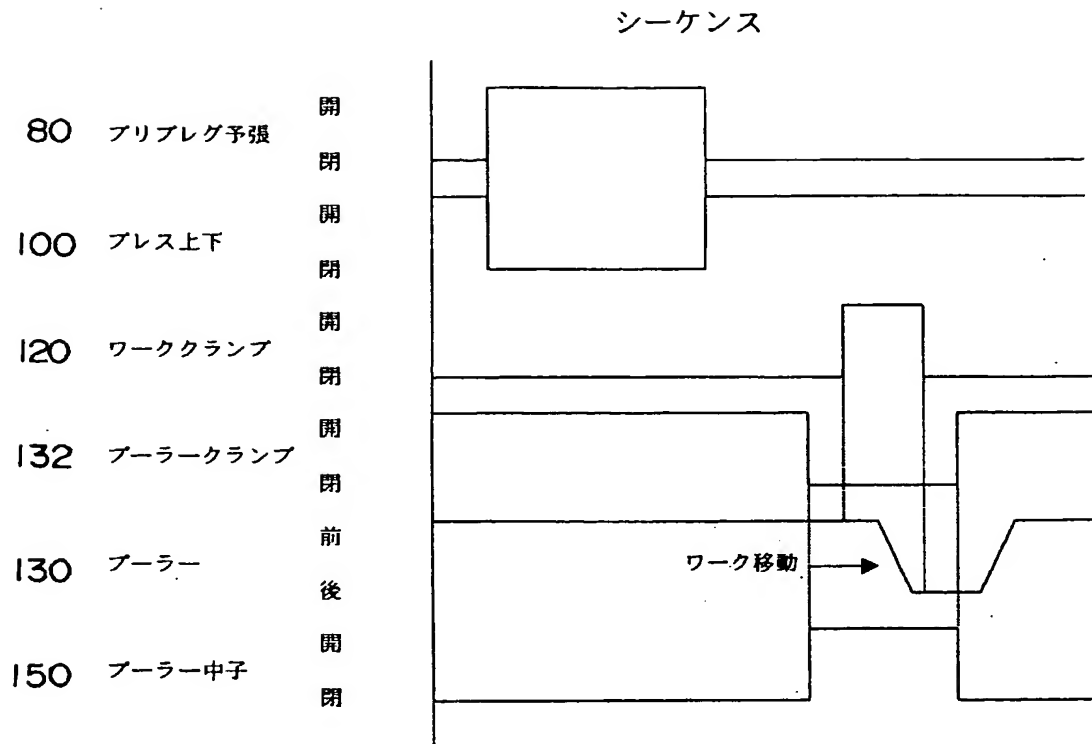 シーケンス
80 プリプレグ予張 開
閉
100 プレス上下 開
閉
120 ワーククランプ 開
閉
132 プーラークランプ 開
閉
130 プーラー 前
後
ワーク移動
150 プーラー中子 開
閉